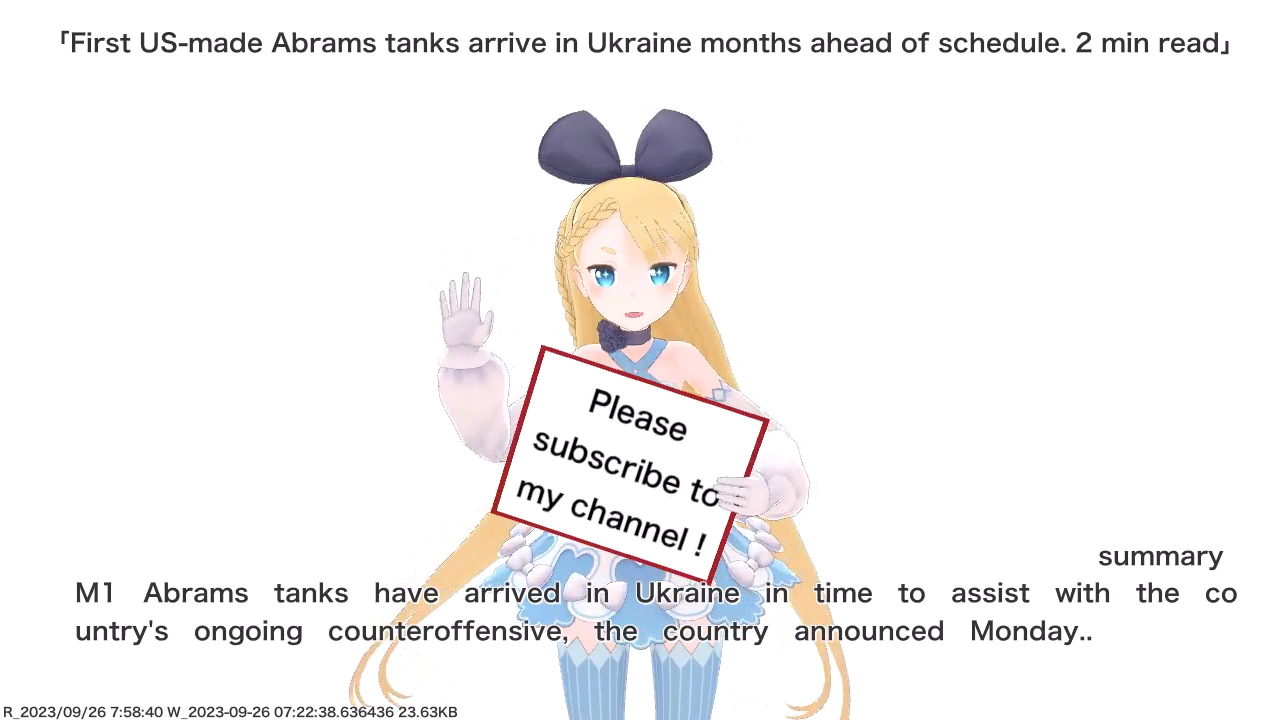 「First US-made Abrams tanks arrive in Ukraine months ahead of schedule. 2 min read」
Please
subscribe to
my channel !
summary
M1 Abrams tanks have arrived in Ukraine in time to assist with the co
untry's ongoing counteroffensive, the country announced Monday..
R_2023/09/26 7:58:40 W_2023-09-26 07:22:38.636436 23.63KB